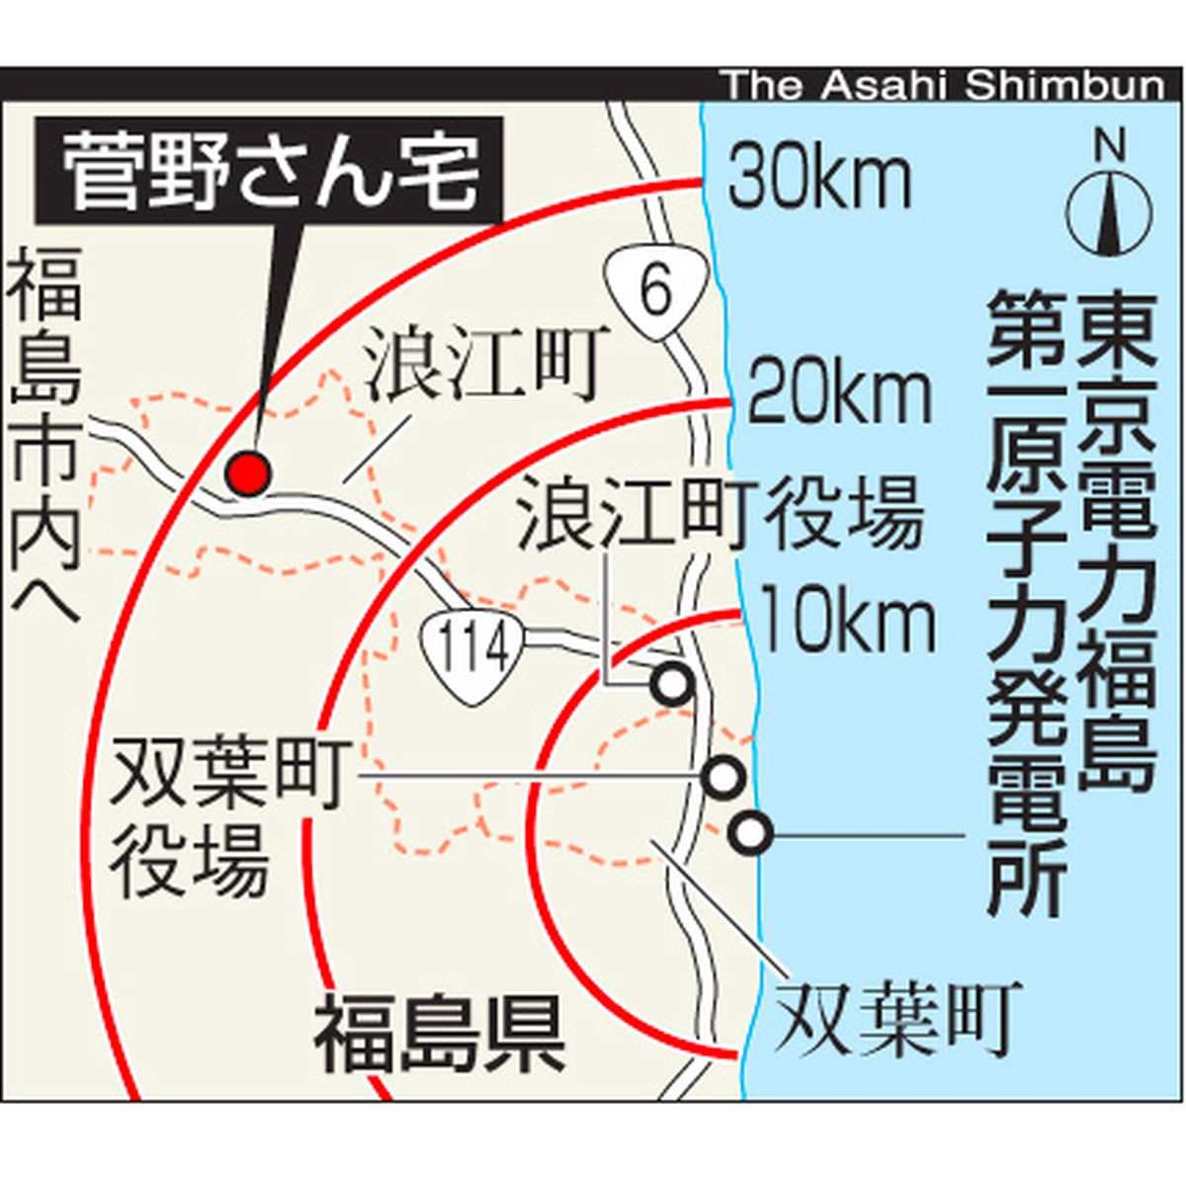 The Asahi Shimbun
菅野さん宅
30km
N
福島市内へ
6
浪江町
20km
東京電力福島
第一原子力発電所
浪江町役場
10km
114
双葉町
役場
双葉町
福島県